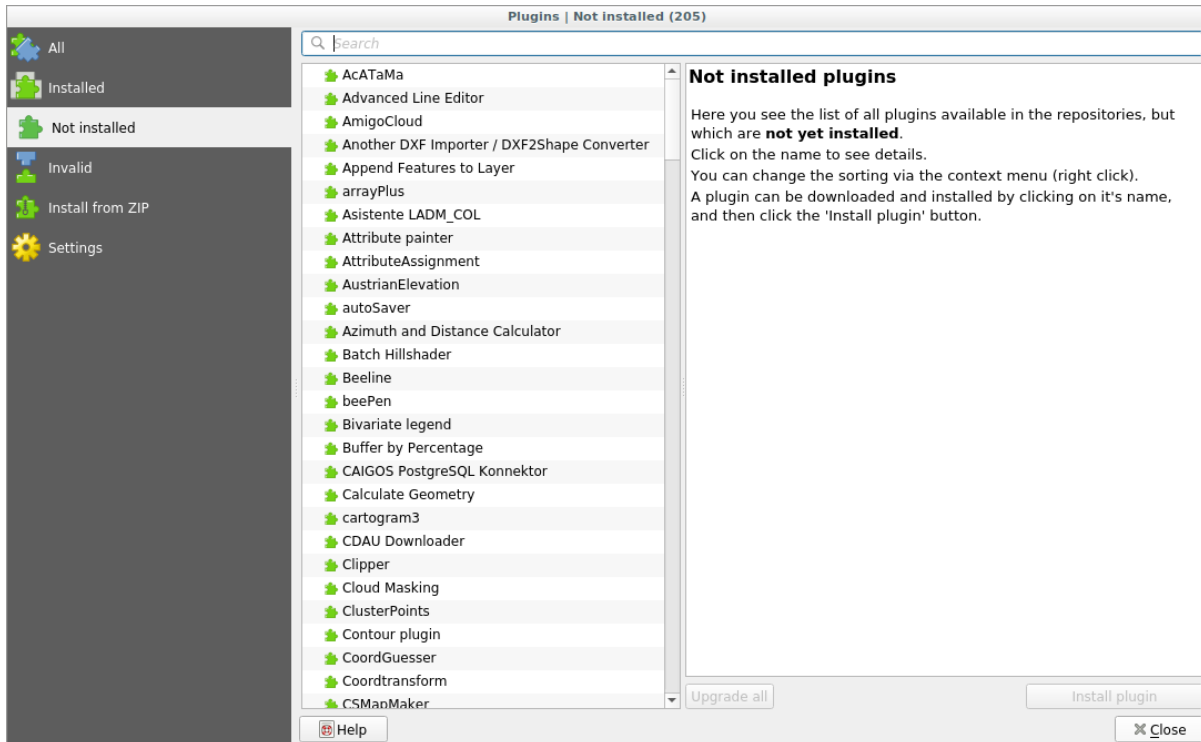 Plugins | Not installed (205)
All
Installed
Not installed
Invalid
Install from ZIP
Settings
Search
AcATaMa
Advanced Line Editor
AmigoCloud
Another DXF Importer / DXF2Shape Converter
Append Features to Layer
arrayPlus
Asistente LADM_COL
Attribute painter
AttributeAssignment
AustrianElevation
autoSaver
Azimuth and Distance Calculator
Batch Hillshader
Beeline
beePen
Bivariate legend
Buffer by Percentage
CAIGOS PostgreSQL Konnektor
Calculate Geometry
cartogram3
CDAU Downloader
Clipper
Cloud Masking
ClusterPoints
Contour plugin
CoordGuesser
Coordtransform
CSMapMaker
Not installed plugins
Here you see the list of all plugins available in the repositories, but
which are not yet installed.
Click on the name to see details.
You can change the sorting via the context menu (right click).
A plugin can be downloaded and installed by clicking on it's name,
and then click the 'Install plugin' button.
Upgrade all
Install plugin
Help
Close